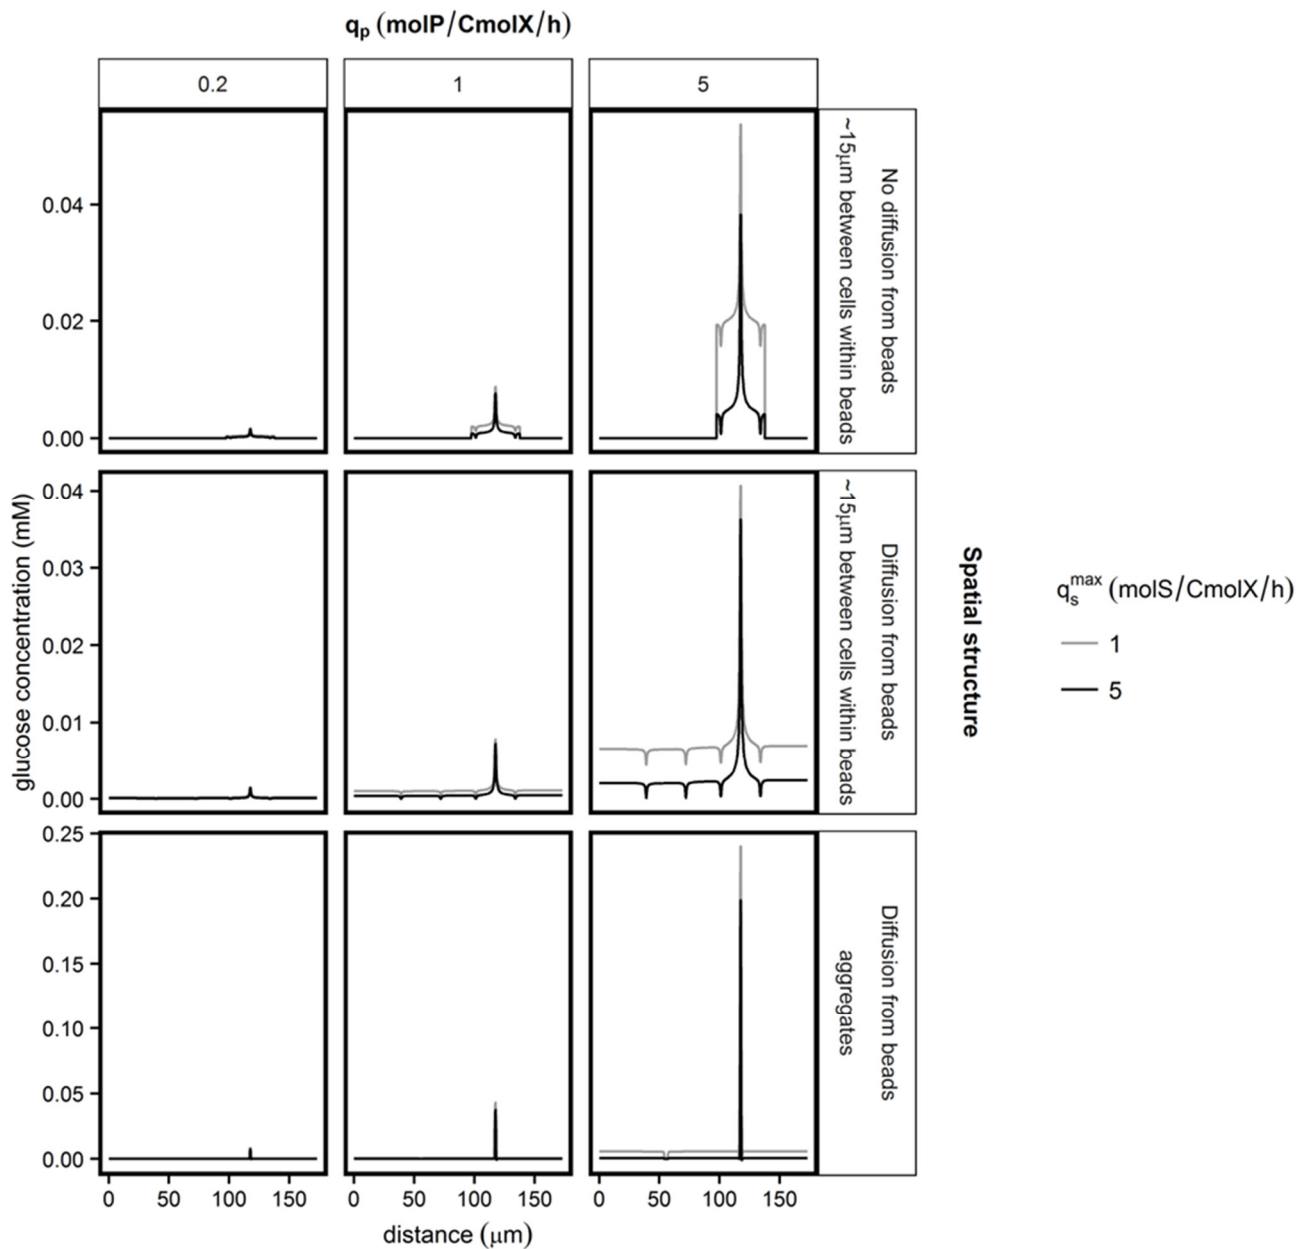 qp (molP/CmolX/h)
0.2
1
5
0.04
0.02
0.00
No diffusion from beads
~15μm between cells within beads
0.04
0.03
0.02
0.01
0.00
Diffusion from beads
~15μm between cells within beads
0.25
0.20
0.15
0.10
0.05
0.00
Diffusion from beads
aggregates
0 50 100 150
0 50 100 150
0 50 100 150
distance (μm)
glucose concentration (mM)
Spatial structure
qs max (molS/CmolX/h)
1
5